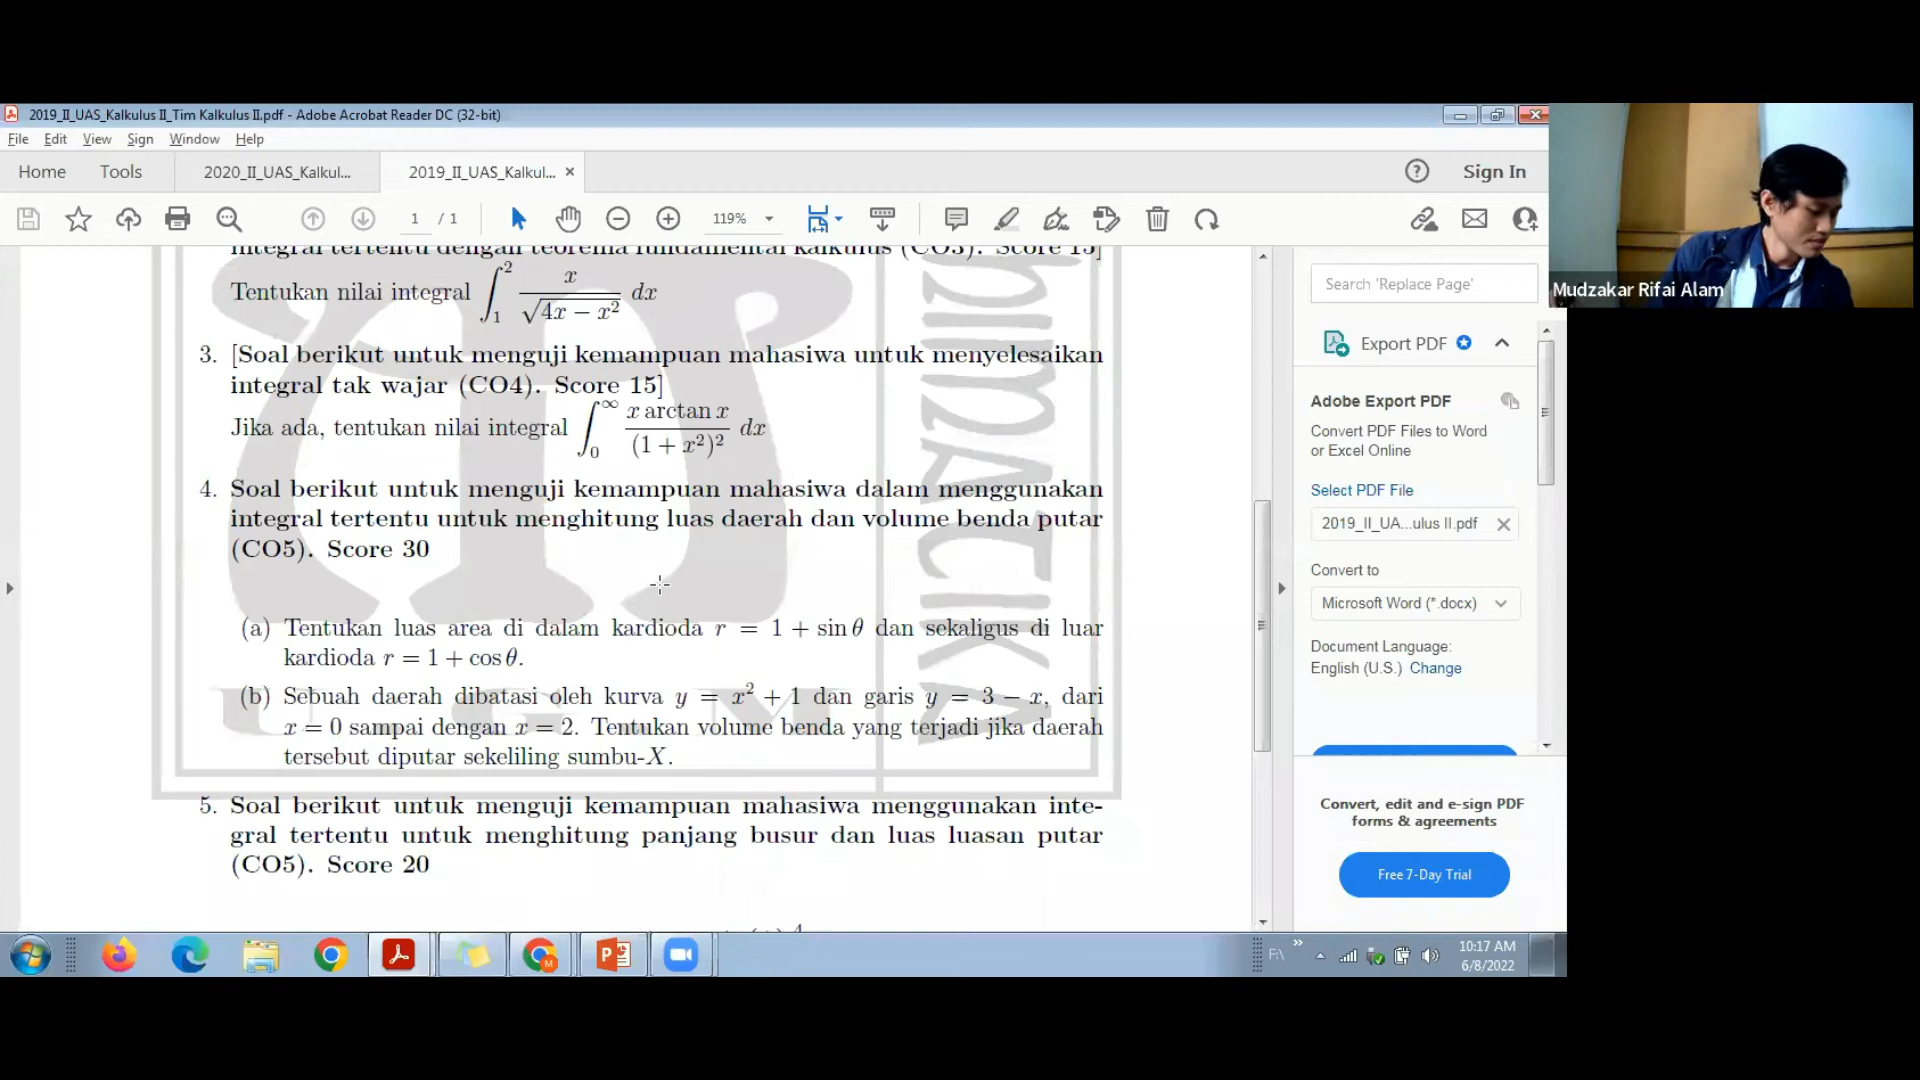 2019_II_UAS_Kalkulus II_Tim Kalkulus II.pdf - Adobe Acrobat Reader DC (32-bit)
File Edit View Sign Window Help
Home Tools 2020_II_UAS_Kalkul... 2019_II_UAS_Kalkul... Sign In
1 / 1 119%
integral tertentu dengan teorema fundamental kalkulus (CO3). Score 15]
Tentukan nilai integral ∫_1^2 x/√(4x − x²) dx
3. [Soal berikut untuk menguji kemampuan mahasiwa untuk menyelesaikan
integral tak wajar (CO4). Score 15]
Jika ada, tentukan nilai integral ∫_0^∞ (x arctan x)/(1 + x²)² dx
4. Soal berikut untuk menguji kemampuan mahasiwa dalam menggunakan
integral tertentu untuk menghitung luas daerah dan volume benda putar
(CO5). Score 30
(a) Tentukan luas area di dalam kardioda r = 1 + sin θ dan sekaligus di luar
kardioda r = 1 + cos θ.
(b) Sebuah daerah dibatasi oleh kurva y = x² + 1 dan garis y = 3 − x, dari
x = 0 sampai dengan x = 2. Tentukan volume benda yang terjadi jika daerah
tersebut diputar sekeliling sumbu-X.
5. Soal berikut untuk menguji kemampuan mahasiwa menggunakan inte-
gral tertentu untuk menghitung panjang busur dan luas luasan putar
(CO5). Score 20
Search 'Replace Page'
Export PDF
Adobe Export PDF
Convert PDF Files to Word
or Excel Online
Select PDF File
2019_II_UA...ulus II.pdf
Convert to
Microsoft Word (*.docx)
Document Language:
English (U.S.) Change
Convert, edit and e-sign PDF
forms & agreements
Free 7-Day Trial
Mudzakar Rifai Alam
F:\
10:17 AM
6/8/2022